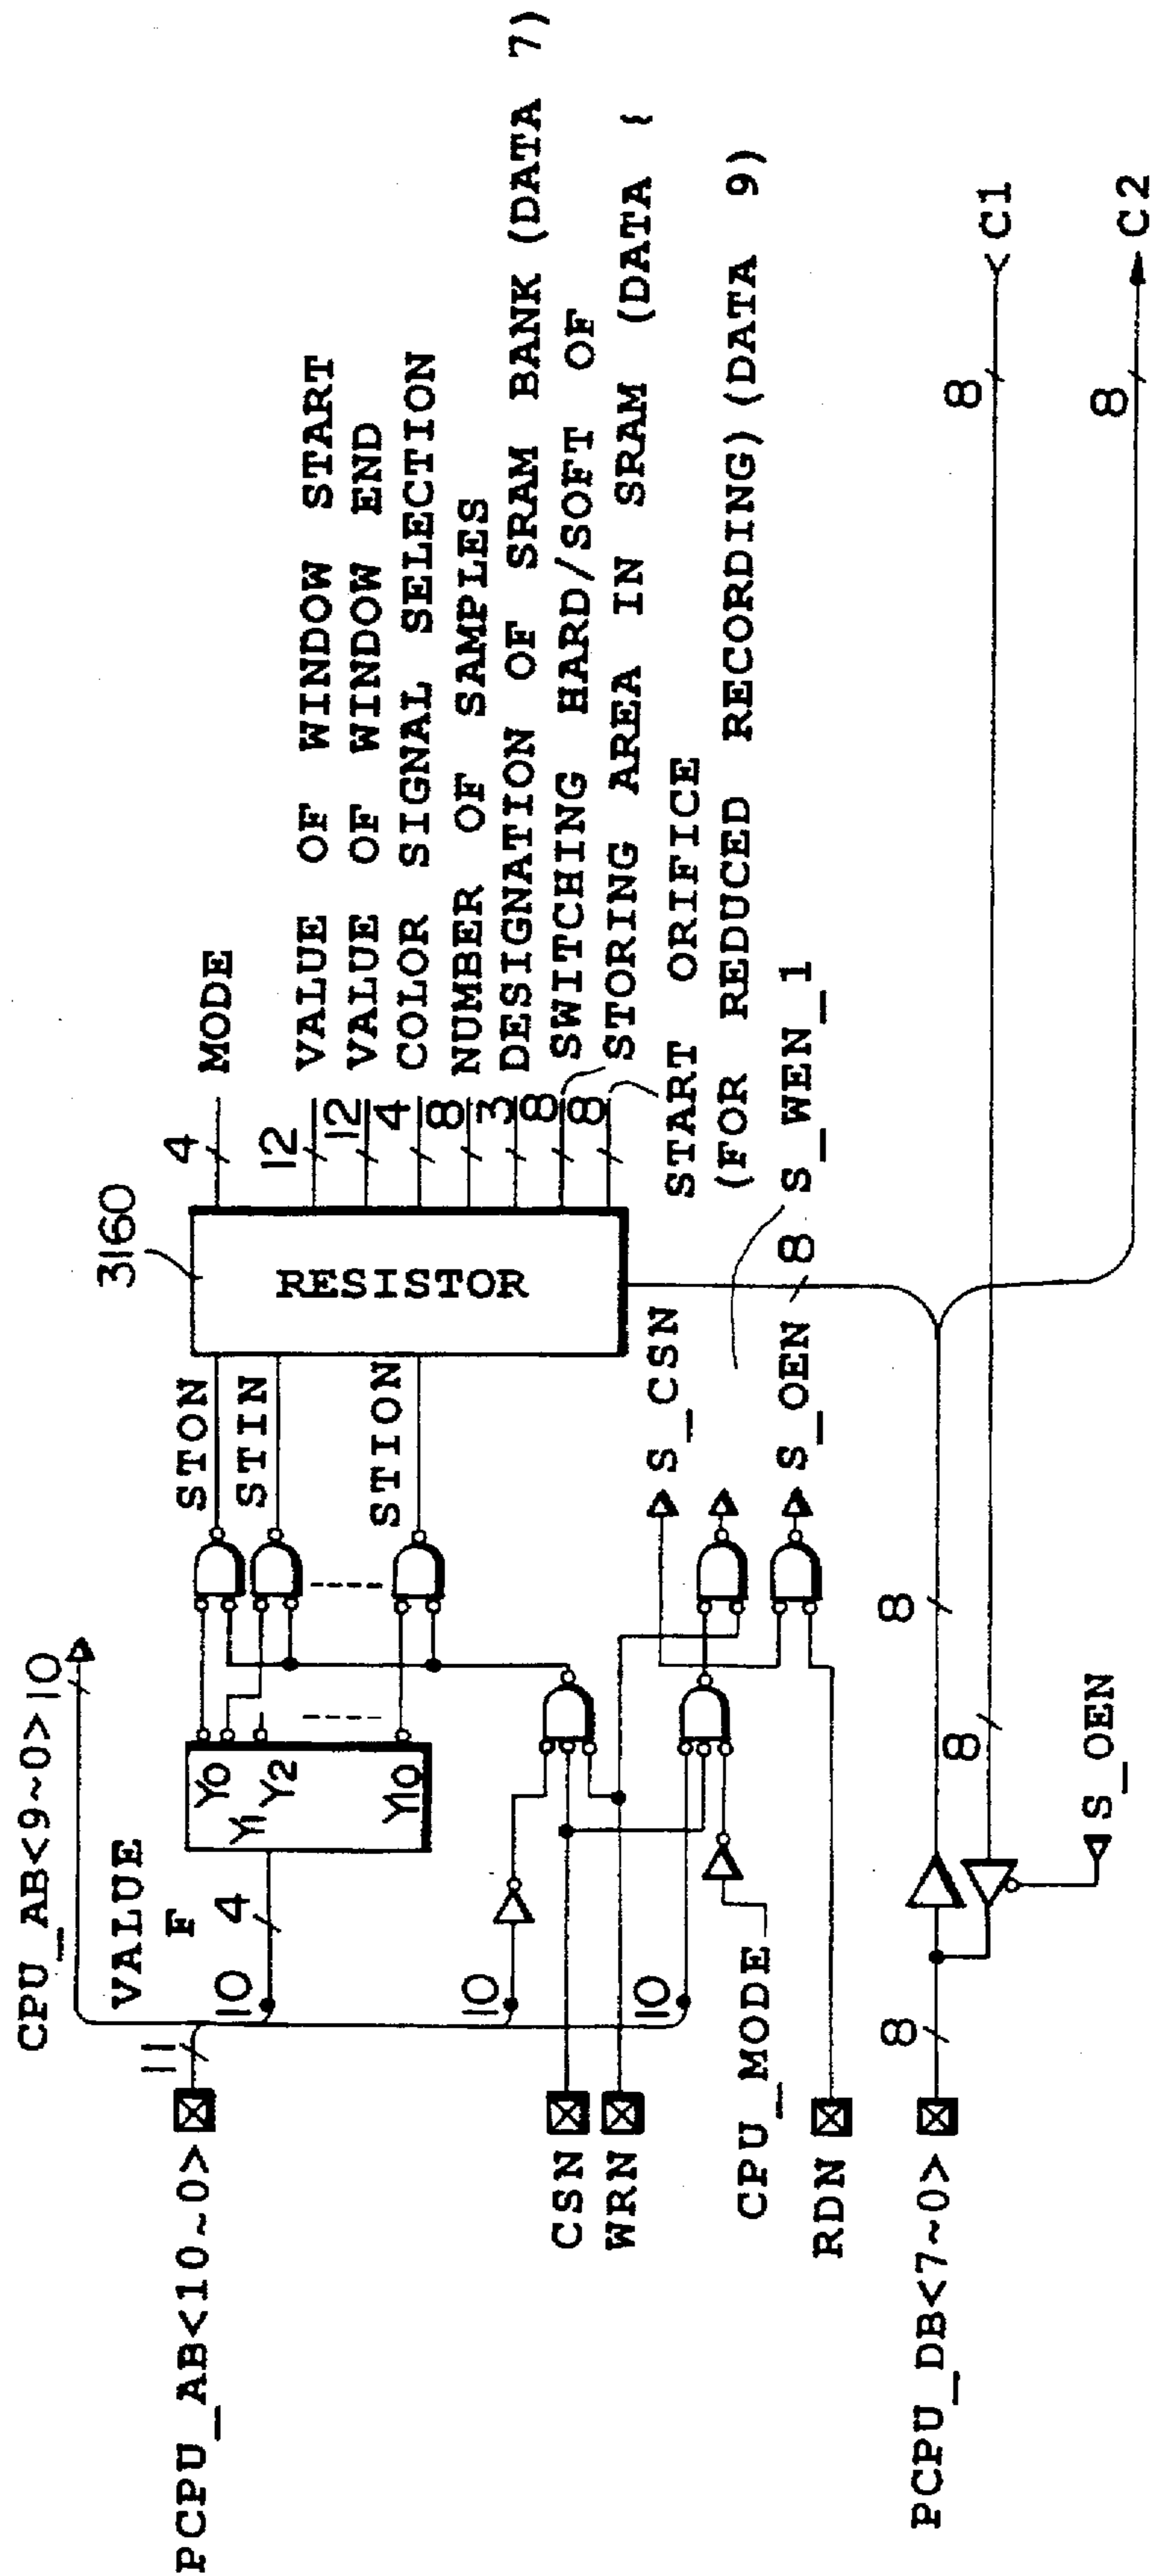 CPU_AB<9~0>10
PCPU_AB<10~0>
11
VALUE
F
10
4
Y0
Y1
Y2
Y10
STON
STIN
STION
3160
RESISTOR
4
MODE
12
VALUE OF WINDOW START
12
VALUE OF WINDOW END
4
COLOR SIGNAL SELECTION
8
NUMBER OF SAMPLES
3
DESIGNATION OF SRAM BANK (DATA 7)
8
SWITCHING HARD/SOFT OF
STORING AREA IN SRAM (DATA
8
START ORIFICE
(FOR REDUCED RECORDING)(DATA 9)
10
CSN
WRN
10
CPU_MODE
RDN
S_CSN
S_WEN_1
S_OEN
8
PCPU_DB<7~0>
8
8
8
S_OEN
8
C1
8
C2